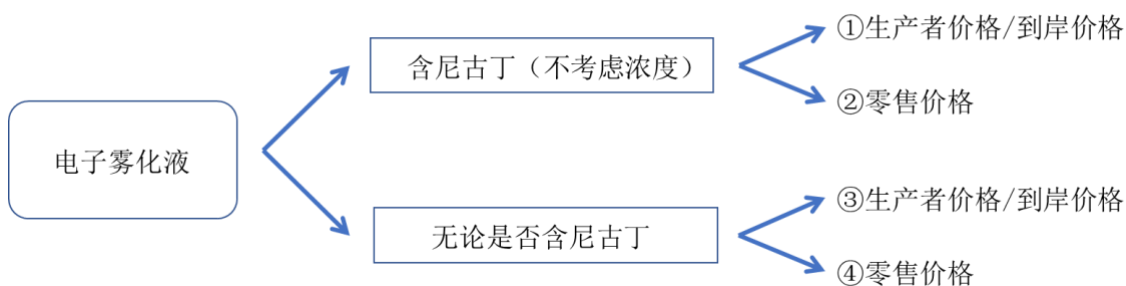 电子雾化液
含尼古丁（不考虑浓度）
①生产者价格/到岸价格
②零售价格
无论是否含尼古丁
③生产者价格/到岸价格
④零售价格